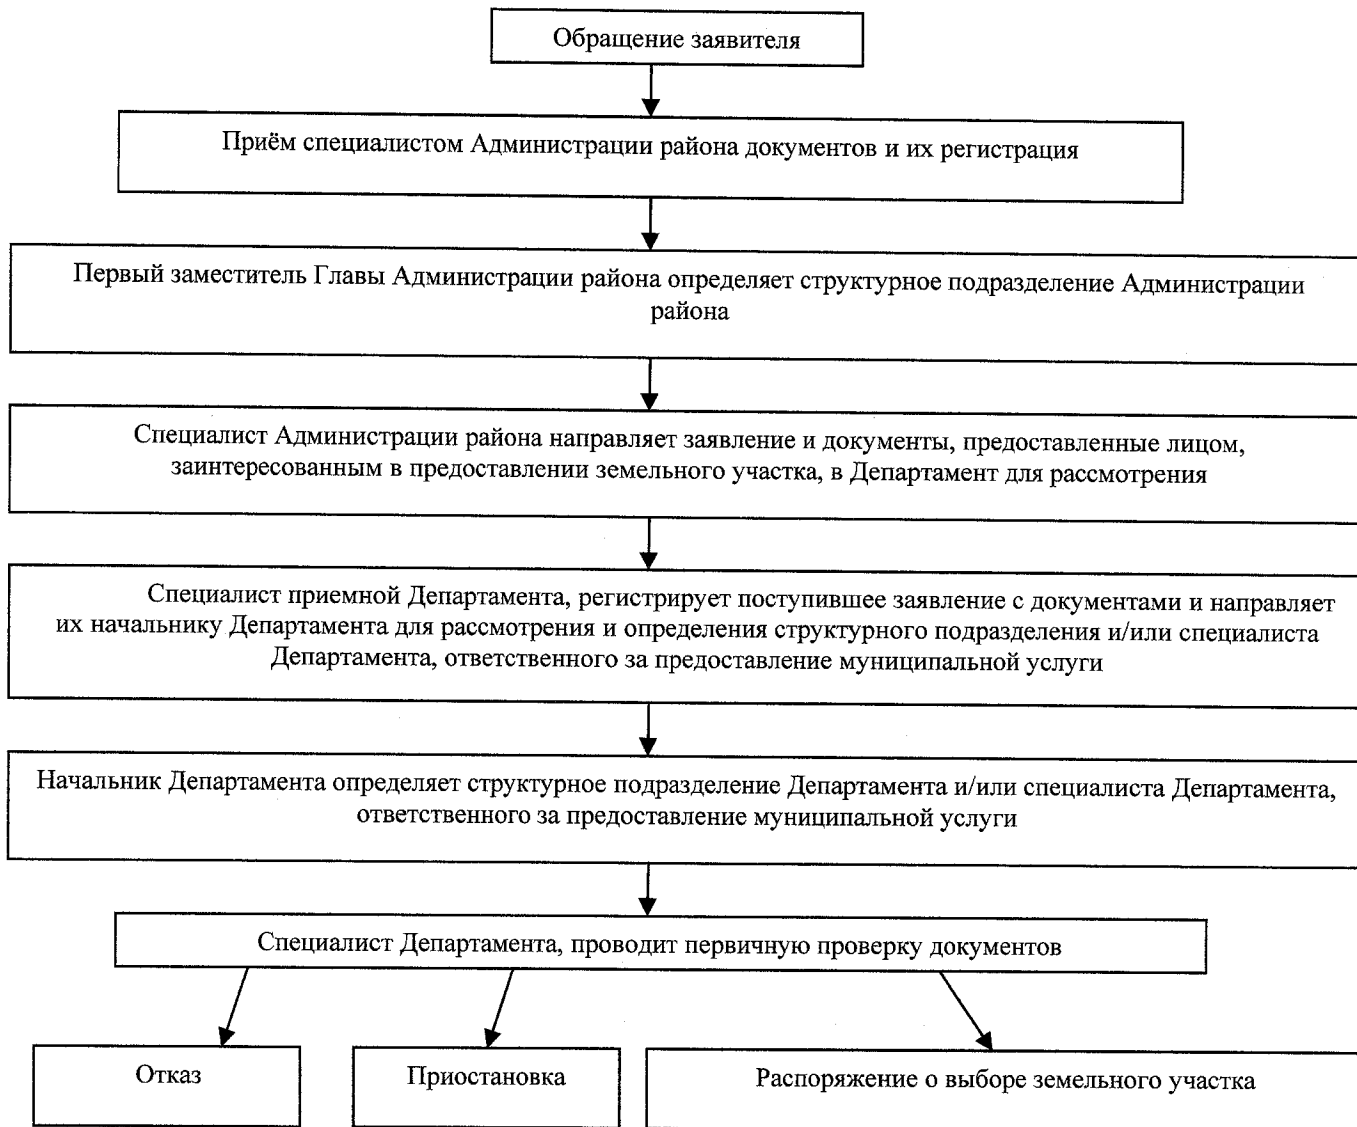 Обращение заявителя
Приём специалистом Администрации района документов и их регистрация
Первый заместитель Главы Администрации района определяет структурное подразделение Администрации
района
Специалист Администрации района направляет заявление и документы, предоставленные лицом,
заинтересованным в предоставлении земельного участка, в Департамент для рассмотрения
Специалист приемной Департамента, регистрирует поступившее заявление с документами и направляет
их начальнику Департамента для рассмотрения и определения структурного подразделения и/или специалиста
Департамента, ответственного за предоставление муниципальной услуги
Начальник Департамента определяет структурное подразделение Департамента и/или специалиста Департамента,
ответственного за предоставление муниципальной услуги
Специалист Департамента, проводит первичную проверку документов
Отказ
Приостановка
Распоряжение о выборе земельного участка